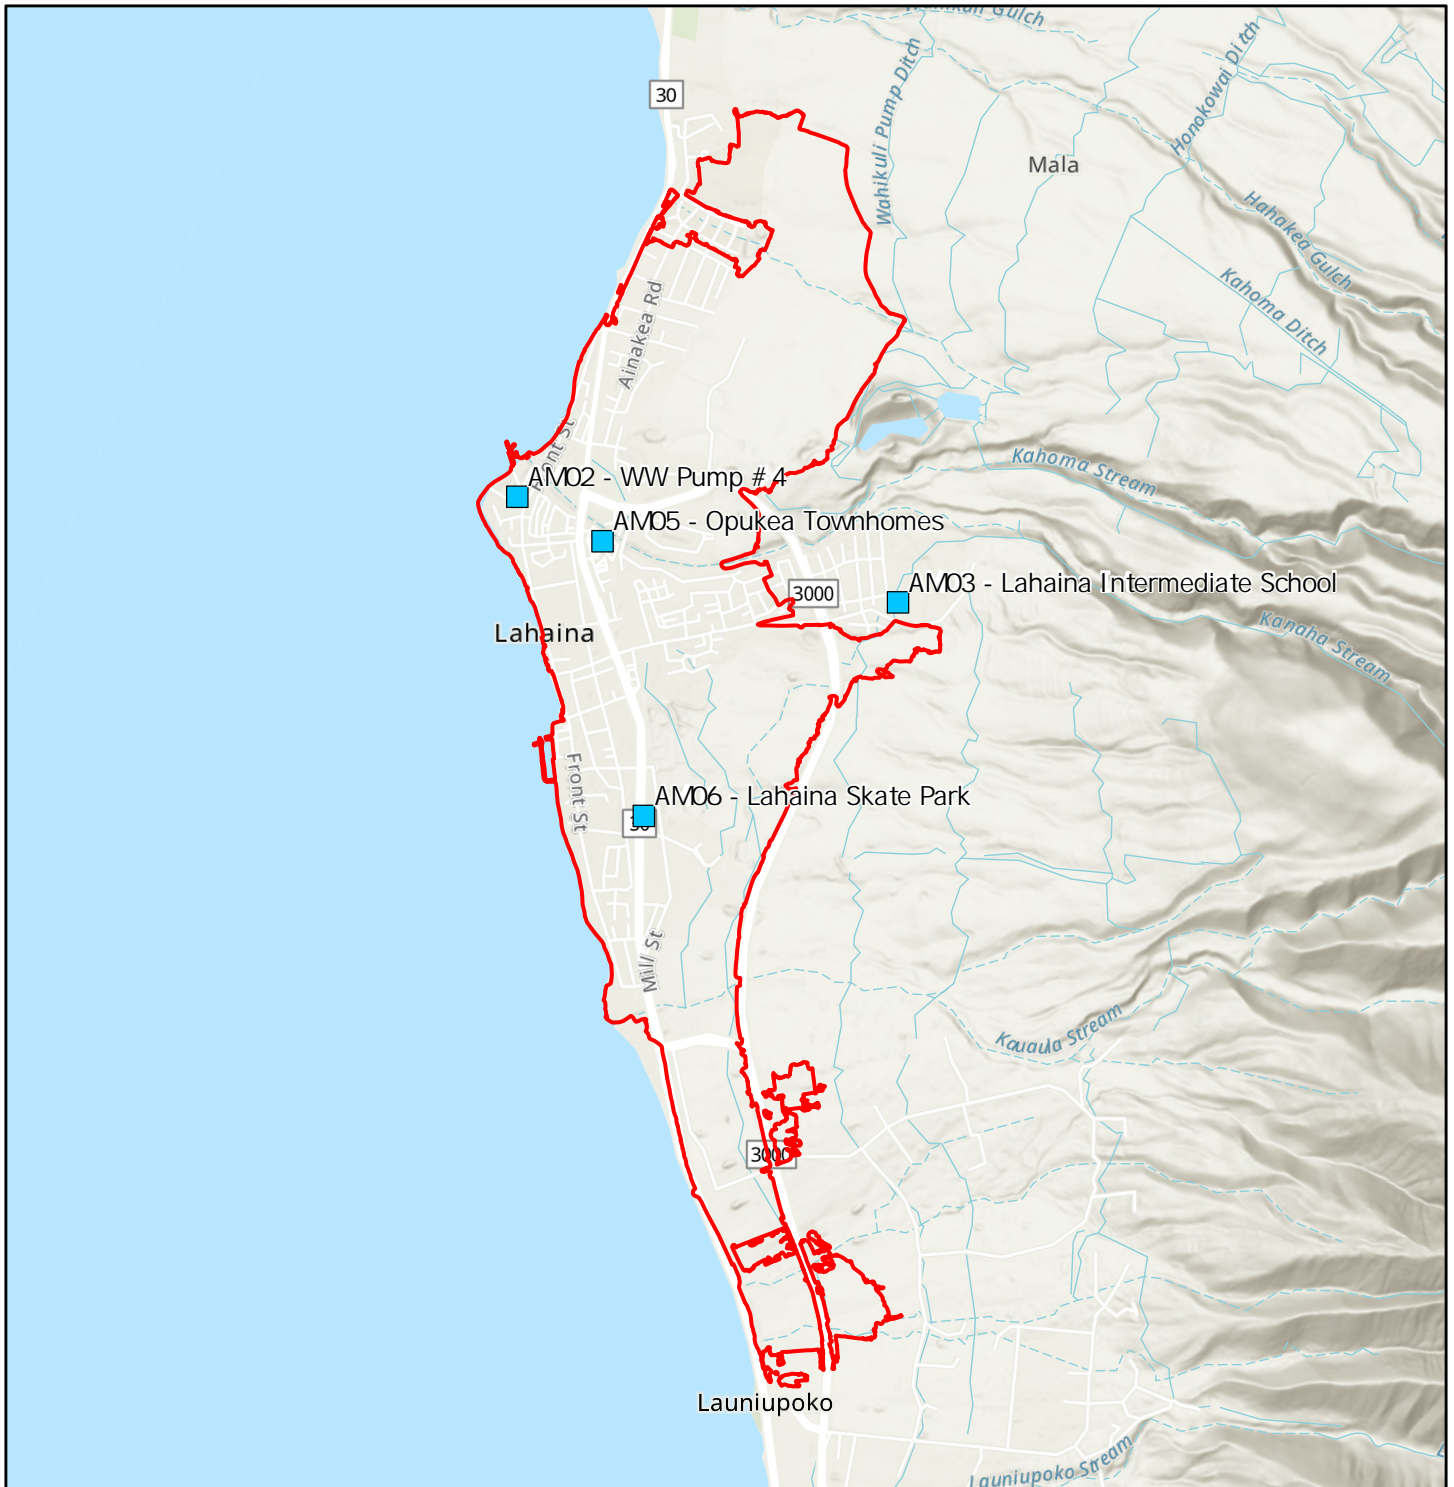 Wahikuli Gulch
30
Wahikuli Pump Ditch
Honokowai Ditch
Mala
Hahakea Gulch
Kahoma Ditch
Ainakea Rd
Front St
Kahoma Stream
AM02 - WW Pump #4
AM05 - Opukea Townhomes
3000
AM03 - Lahaina Intermediate School
Kanaha Stream
Lahaina
Front St
AM06 - Lahaina Skate Park
30
Mill St
Kauaula Stream
3000
Launiupoko
Launiupoko Stream